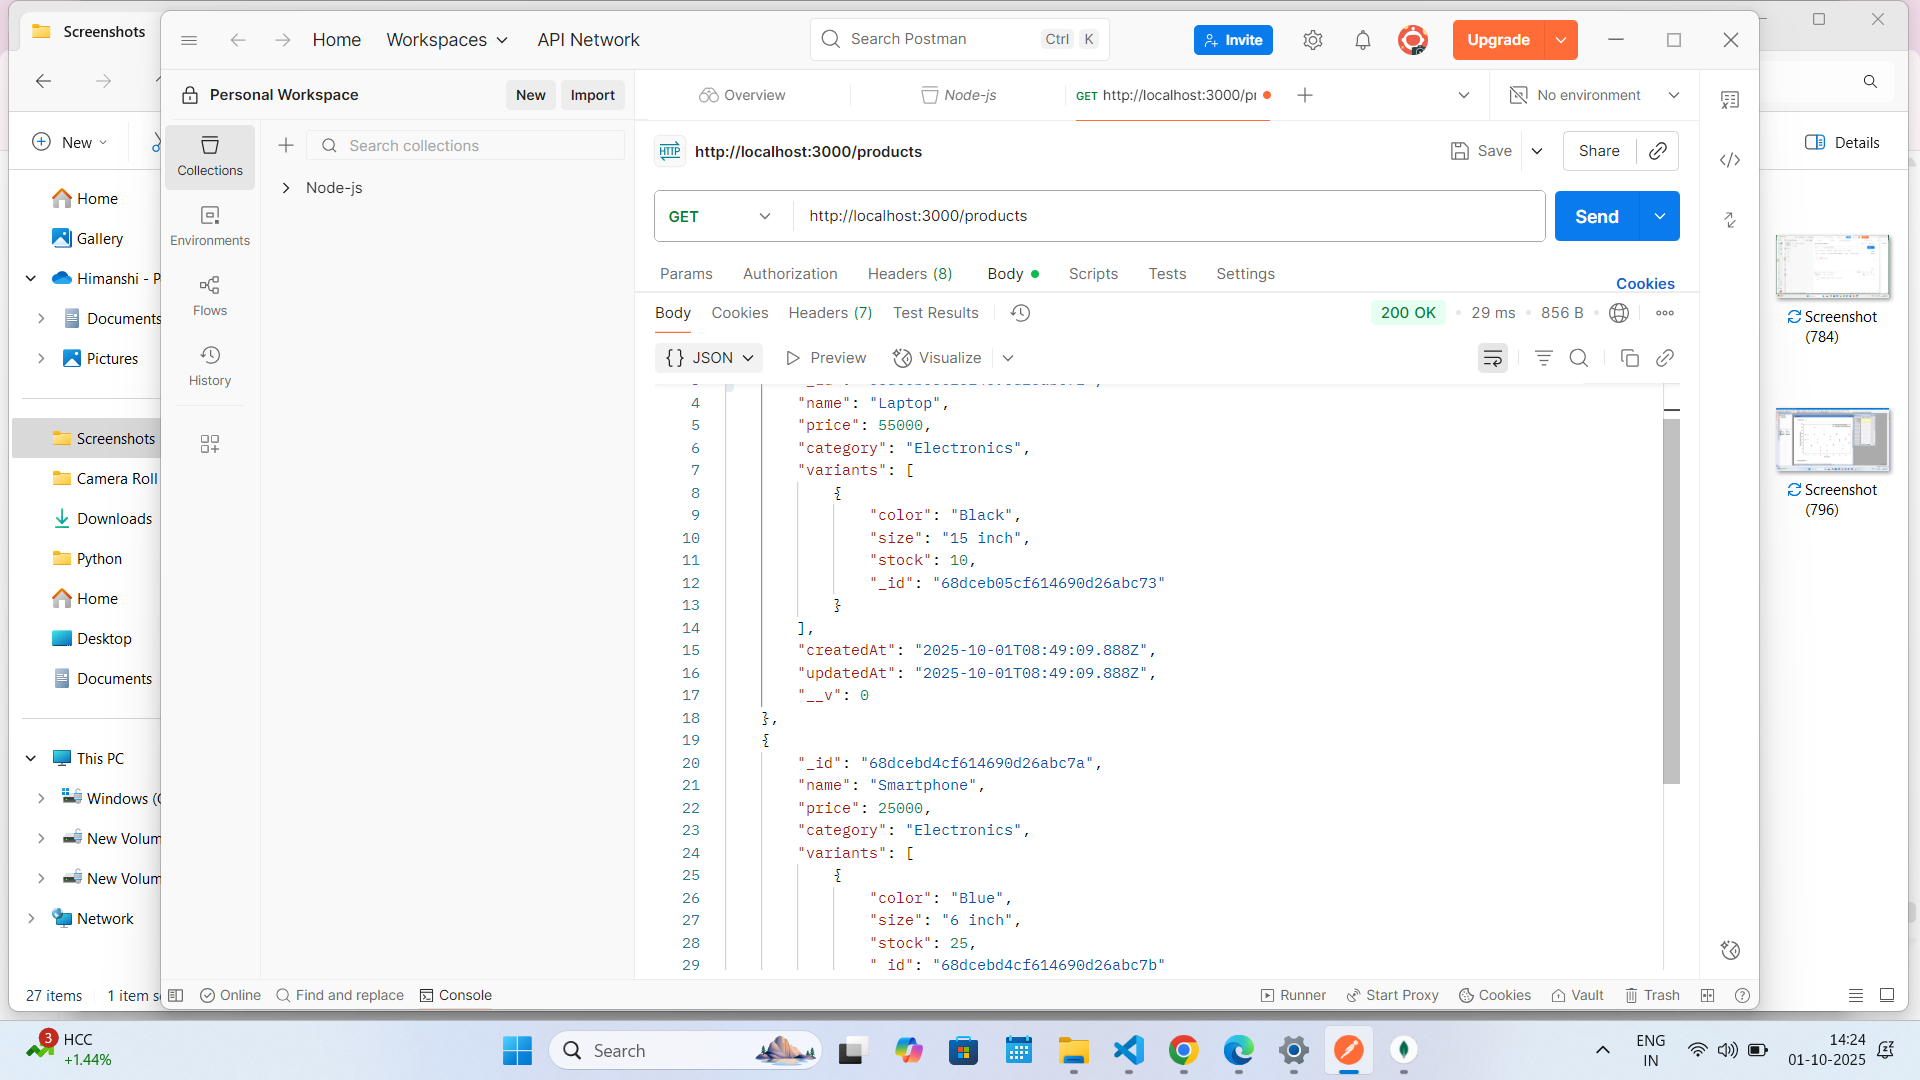 Screenshots
Home
Workspaces
API Network
Search Postman
Ctrl
K
Invite
Upgrade
Personal Workspace
New
Import
Overview
Node-js
GET http://localhost:3000/pr
No environment
New
Collections
Search collections
http://localhost:3000/products
Save
Share
Details
Home
Node-js
GET
http://localhost:3000/products
Send
Gallery
Environments
Himanshi - P
Params
Authorization
Headers (8)
Body
Scripts
Tests
Settings
Cookies
Documents
Flows
Body
Cookies
Headers (7)
Test Results
200 OK
29 ms
856 B
Screenshot
(784)
Pictures
History
{} JSON
Preview
Visualize
4 "name": "Laptop",
5 "price": 55000,
6 "category": "Electronics",
7 "variants": [
8 {
9 "color": "Black",
10 "size": "15 inch",
11 "stock": 10,
12 "_id": "68dceb05cf614690d26abc73"
13 }
14 ],
15 "createdAt": "2025-10-01T08:49:09.888Z",
16 "updatedAt": "2025-10-01T08:49:09.888Z",
17 "__v": 0
18 },
19 {
20 "_id": "68dcebd4cf614690d26abc7a",
21 "name": "Smartphone",
22 "price": 25000,
23 "category": "Electronics",
24 "variants": [
25 {
26 "color": "Blue",
27 "size": "6 inch",
28 "stock": 25,
29 "_id": "68dcebd4cf614690d26abc7b"
Screenshots
Camera Roll
Downloads
Python
Home
Desktop
Documents
This PC
Windows (C
New Volum
New Volum
Network
Screenshot
(796)
27 items
1 item se
Online
Find and replace
Console
Runner
Start Proxy
Cookies
Vault
Trash
3
HCC
+1.44%
Search
ENG
IN
14:24
01-10-2025